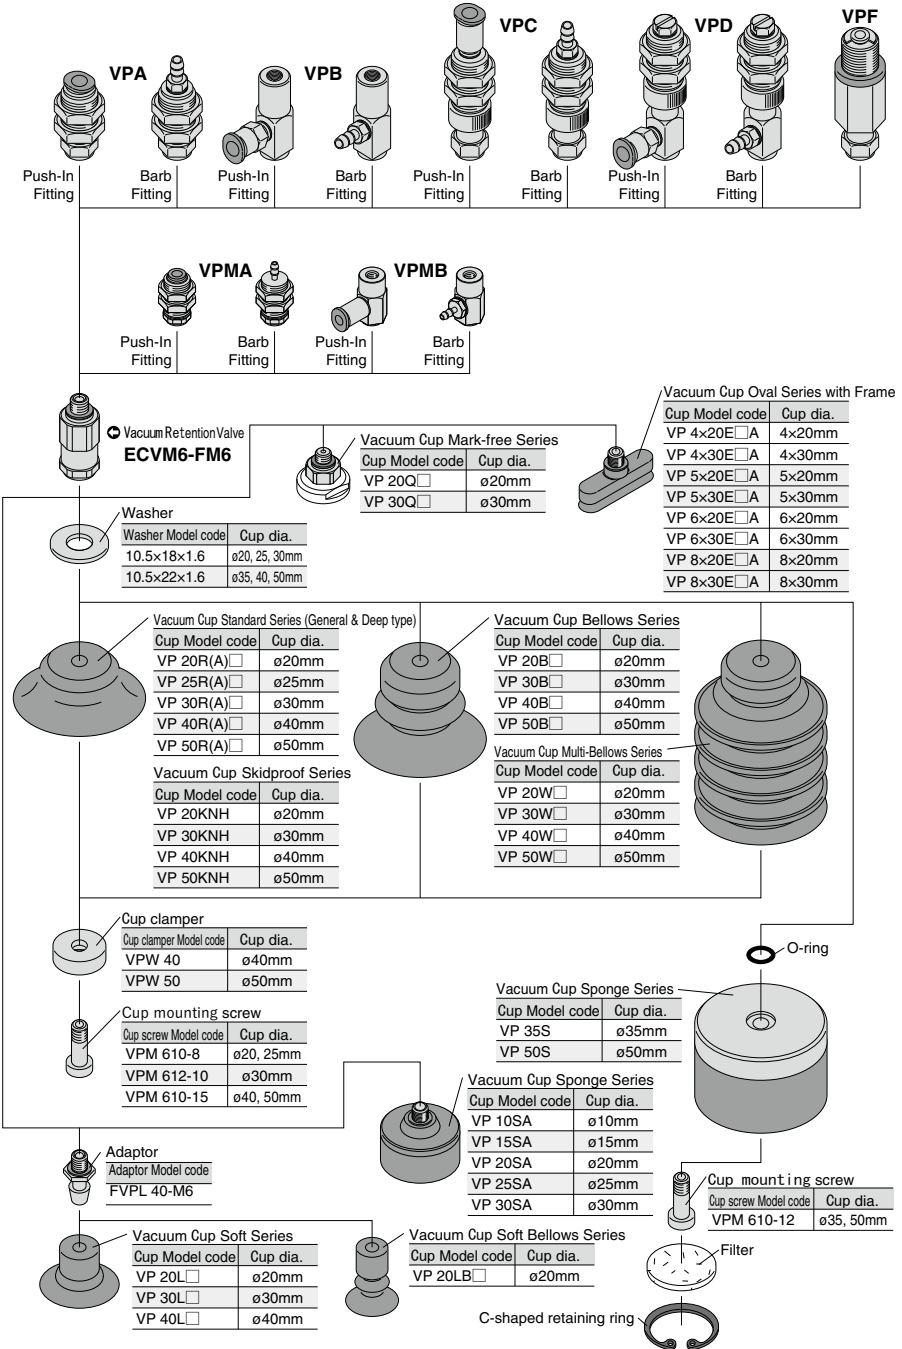 VPA
VPB
VPC
VPD
VPF
Push-In Fitting
Barb Fitting
Push-In Fitting
Barb Fitting
Push-In Fitting
Barb Fitting
Push-In Fitting
Barb Fitting
VPMA
VPMB
Push-In Fitting
Barb Fitting
Push-In Fitting
Barb Fitting
Vacuum Retention Valve
ECVM6-FM6
Vacuum Cup Mark-free Series
Cup Model code Cup dia.
VP 20Q□ ø20mm
VP 30Q□ ø30mm
Vacuum Cup Oval Series with Frame
Cup Model code Cup dia.
VP 4×20E□A 4×20mm
VP 4×30E□A 4×30mm
VP 5×20E□A 5×20mm
VP 5×30E□A 5×30mm
VP 6×20E□A 6×20mm
VP 6×30E□A 6×30mm
VP 8×20E□A 8×20mm
VP 8×30E□A 8×30mm
Washer
Washer Model code Cup dia.
10.5×18×1.6 ø20, 25, 30mm
10.5×22×1.6 ø35, 40, 50mm
Vacuum Cup Standard Series (General & Deep type)
Cup Model code Cup dia.
VP 20R(A)□ ø20mm
VP 25R(A)□ ø25mm
VP 30R(A)□ ø30mm
VP 40R(A)□ ø40mm
VP 50R(A)□ ø50mm
Vacuum Cup Skidproof Series
Cup Model code Cup dia.
VP 20KNH ø20mm
VP 30KNH ø30mm
VP 40KNH ø40mm
VP 50KNH ø50mm
Vacuum Cup Bellows Series
Cup Model code Cup dia.
VP 20B□ ø20mm
VP 30B□ ø30mm
VP 40B□ ø40mm
VP 50B□ ø50mm
Vacuum Cup Multi-Bellows Series
Cup Model code Cup dia.
VP 20W□ ø20mm
VP 30W□ ø30mm
VP 40W□ ø40mm
VP 50W□ ø50mm
Cup clamper
Cup clamper Model code Cup dia.
VPW 40 ø40mm
VPW 50 ø50mm
Cup mounting screw
Cup screw Model code Cup dia.
VPM 610-8 ø20, 25mm
VPM 612-10 ø30mm
VPM 610-15 ø40, 50mm
O-ring
Vacuum Cup Sponge Series
Cup Model code Cup dia.
VP 35S ø35mm
VP 50S ø50mm
Vacuum Cup Sponge Series
Cup Model code Cup dia.
VP 10SA ø10mm
VP 15SA ø15mm
VP 20SA ø20mm
VP 25SA ø25mm
VP 30SA ø30mm
Adaptor
Adaptor Model code
FVPL 40-M6
Cup mounting screw
Cup screw Model code Cup dia.
VPM 610-12 ø35, 50mm
Vacuum Cup Soft Series
Cup Model code Cup dia.
VP 20L□ ø20mm
VP 30L□ ø30mm
VP 40L□ ø40mm
Vacuum Cup Soft Bellows Series
Cup Model code Cup dia.
VP 20LB□ ø20mm
Filter
C-shaped retaining ring